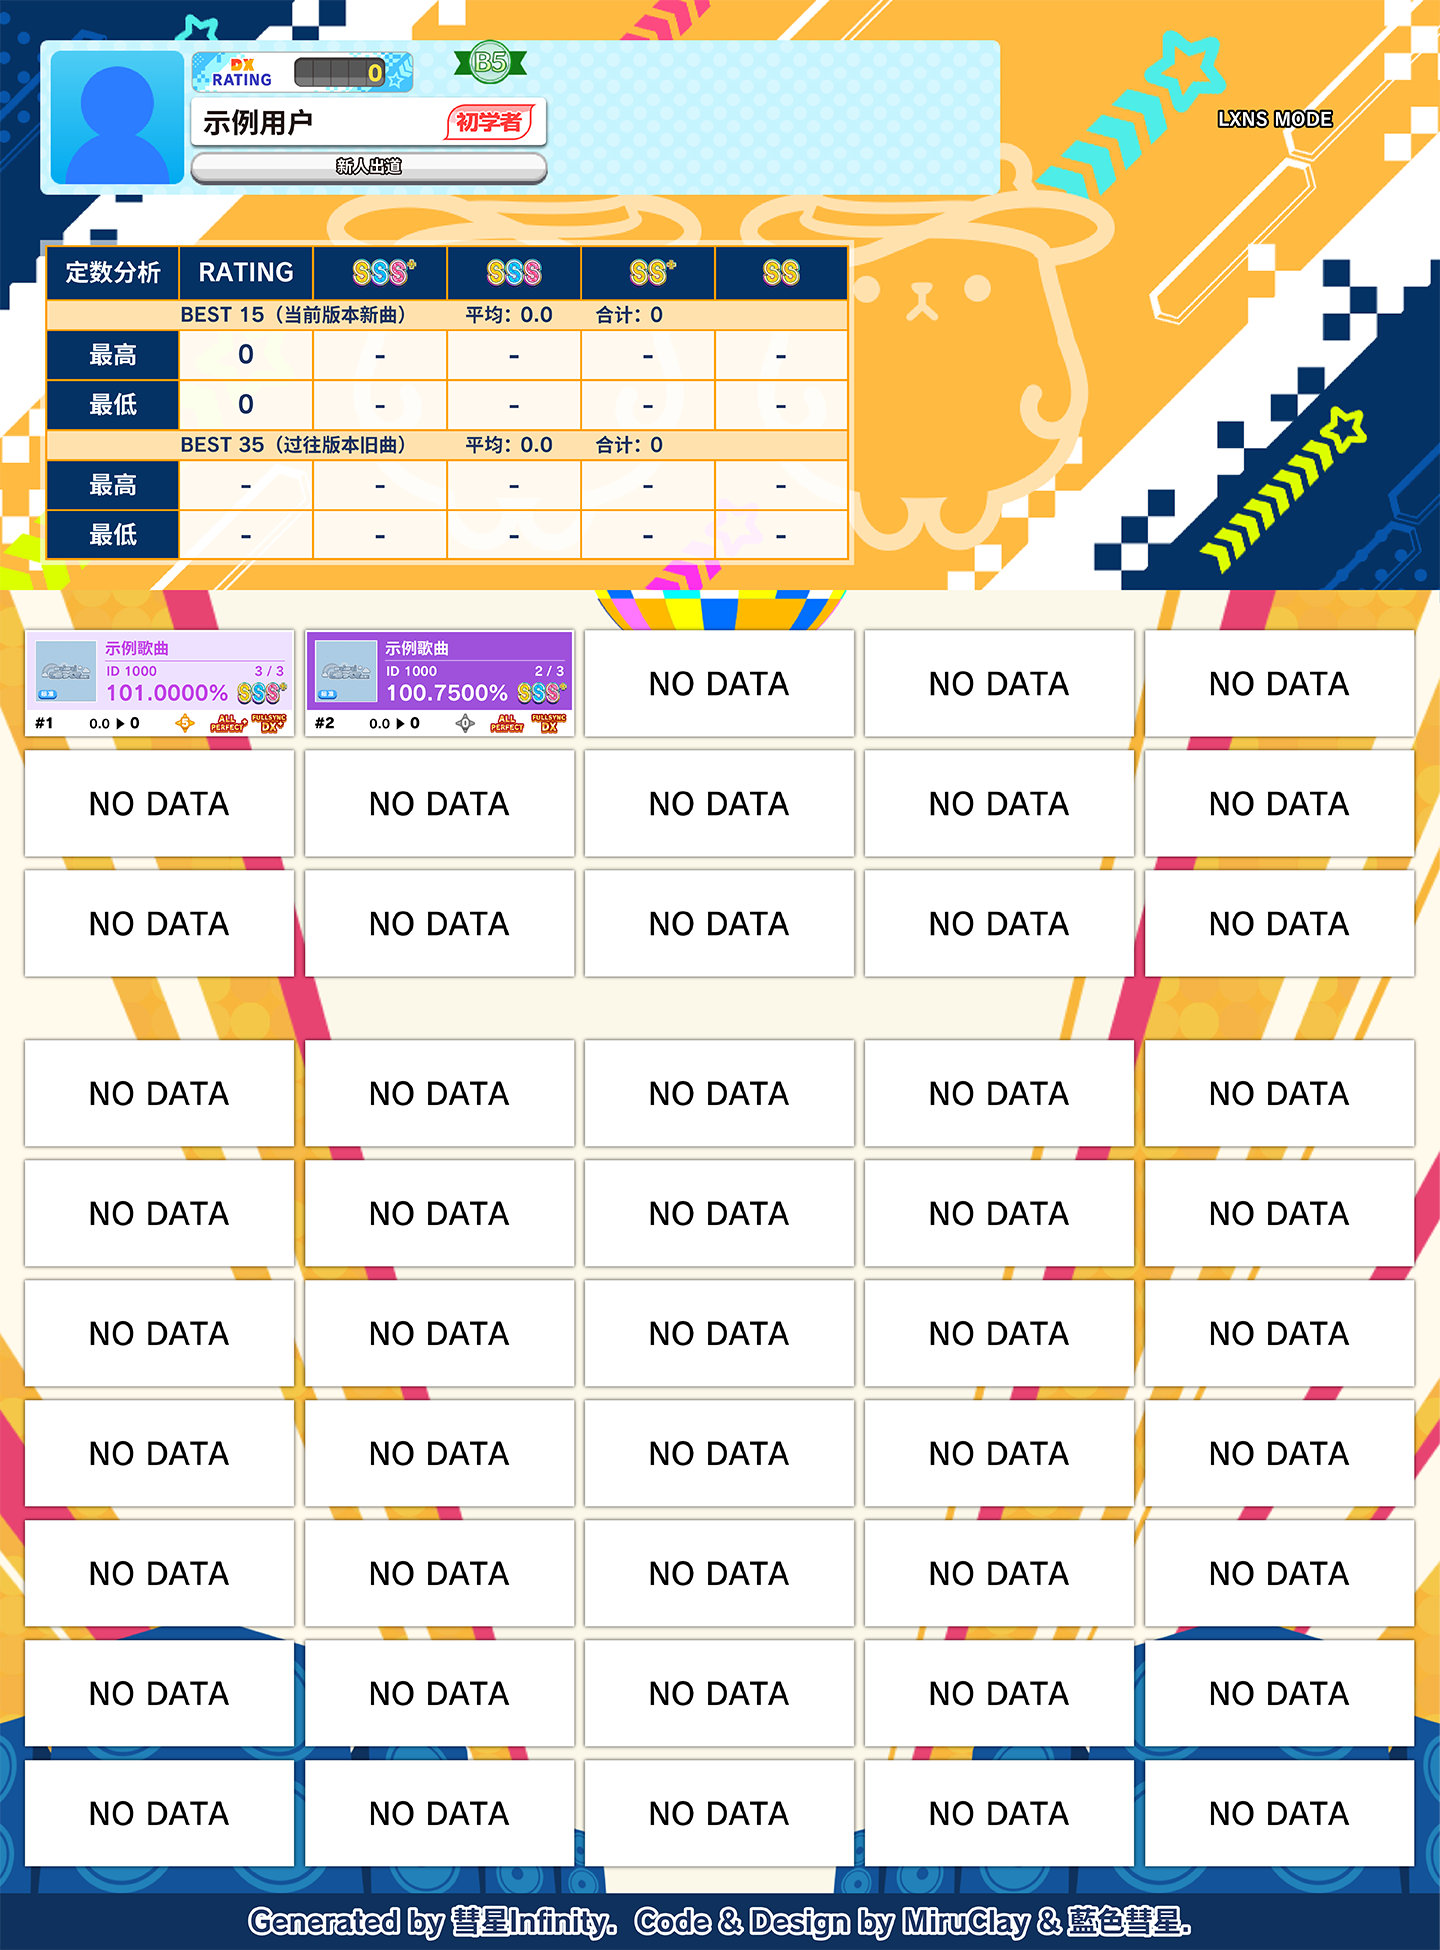 DX RATING 0
B5
示例用户 初学者
新人出道
LXNS MODE
定数分析 RATING SSS+ SSS SS+ SS
BEST 15（当前版本新曲） 平均：0.0 合计：0
最高 0 - - - -
最低 0 - - - -
BEST 35（过往版本旧曲） 平均：0.0 合计：0
最高 - - - - -
最低 - - - - -
示例歌曲
ID 1000 3 / 3
101.0000% SSS+
标准
#1 0.0 ▶ 0 5 ALL PERFECT+ FULLSYNC DX+
示例歌曲
ID 1000 2 / 3
100.7500% SSS+
标准
#2 0.0 ▶ 0 0 ALL PERFECT FULLSYNC DX
NO DATA NO DATA NO DATA
NO DATA NO DATA NO DATA NO DATA NO DATA
NO DATA NO DATA NO DATA NO DATA NO DATA
NO DATA NO DATA NO DATA NO DATA NO DATA
NO DATA NO DATA NO DATA NO DATA NO DATA
NO DATA NO DATA NO DATA NO DATA NO DATA
NO DATA NO DATA NO DATA NO DATA NO DATA
NO DATA NO DATA NO DATA NO DATA NO DATA
NO DATA NO DATA NO DATA NO DATA NO DATA
NO DATA NO DATA NO DATA NO DATA NO DATA
Generated by 彗星Infinity. Code & Design by MiruClay & 藍色彗星.